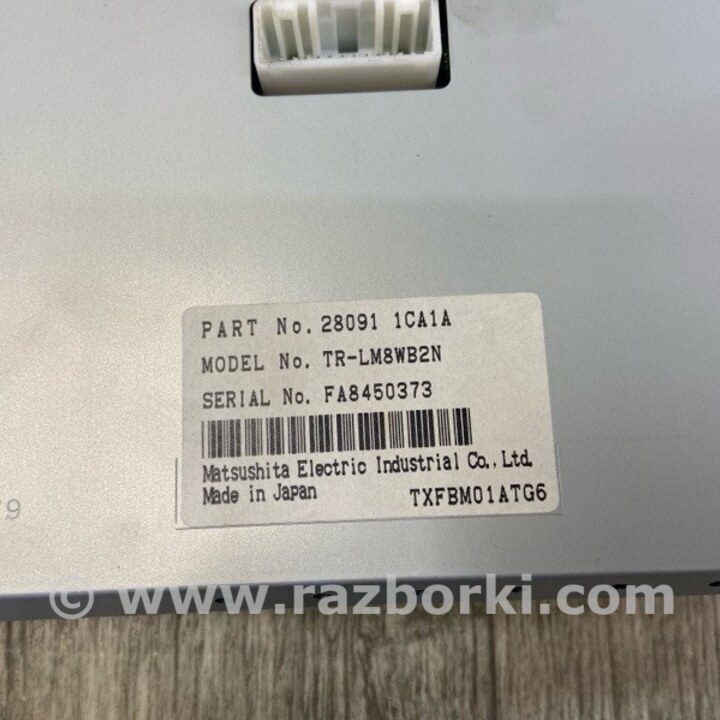 PART No. 28091 1CA1A
MODEL No. TR-LM8WB2N
SERIAL No. FA8450373
Matsushita Electric Industrial Co., Ltd.
Made in Japan TXFBM01ATG6
9
© www.razborki.com